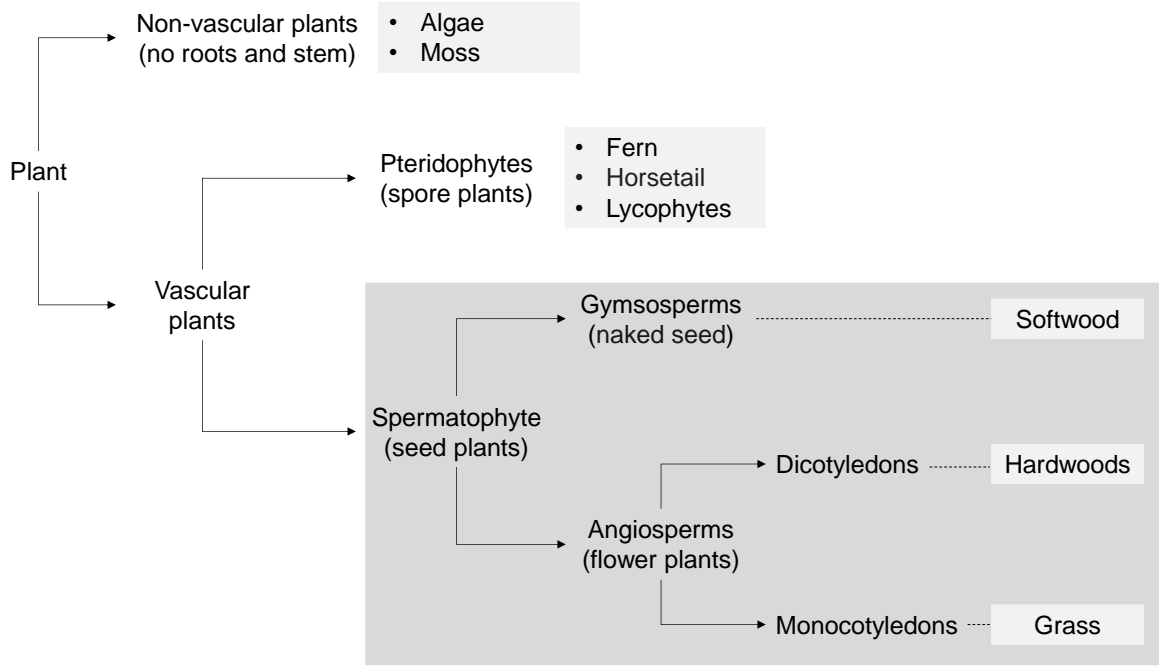 Non-vascular plants
(no roots and stem)
• Algae
• Moss
Plant
Pteridophytes
(spore plants)
• Fern
• Horsetail
• Lycophytes
Vascular
plants
Gymsosperms
(naked seed)
Softwood
Spermatophyte
(seed plants)
Dicotyledons
Hardwoods
Angiosperms
(flower plants)
Monocotyledons
Grass